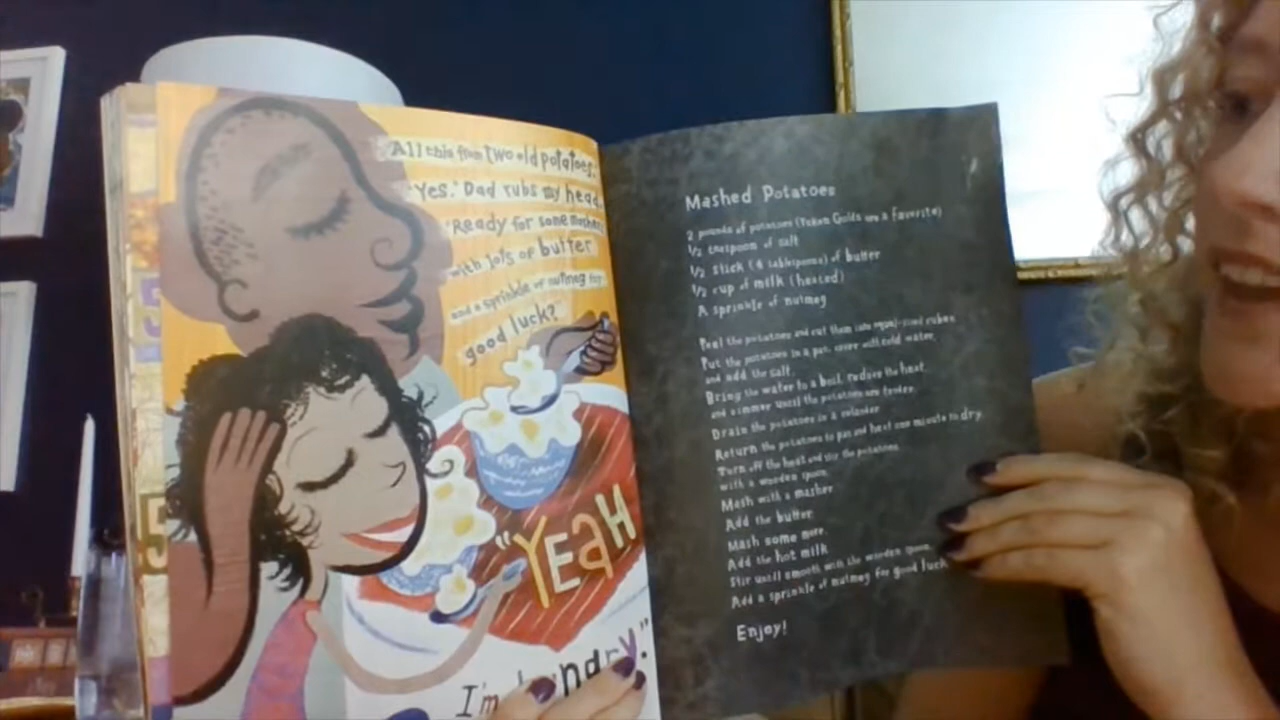 "All this from two old potatoes."
"Yes." Dad rubs my head.
"Ready for some mashers
with lots of butter
and a sprinkle of nutmeg for
good luck?"
"YEAH
I'm hungry."
Mashed Potatoes
2 pounds of potatoes (Yukon Golds are a favorite)
1/2 teaspoon of salt
1/2 stick (4 tablespoons) of butter
1/2 cup of milk (heated)
A sprinkle of nutmeg
Peel the potatoes and cut them into equal-sized cubes.
Put the potatoes in a pot, cover with cold water,
and add the salt.
Bring the water to a boil, reduce the heat,
and simmer until the potatoes are tender.
Drain the potatoes in a colander.
Return the potatoes to pan and heat one minute to dry.
Turn off the heat and stir the potatoes
with a wooden spoon.
Mash with a masher.
Add the butter.
Mash some more.
Add the hot milk.
Stir until smooth with the wooden spoon.
Add a sprinkle of nutmeg for good luck
Enjoy!